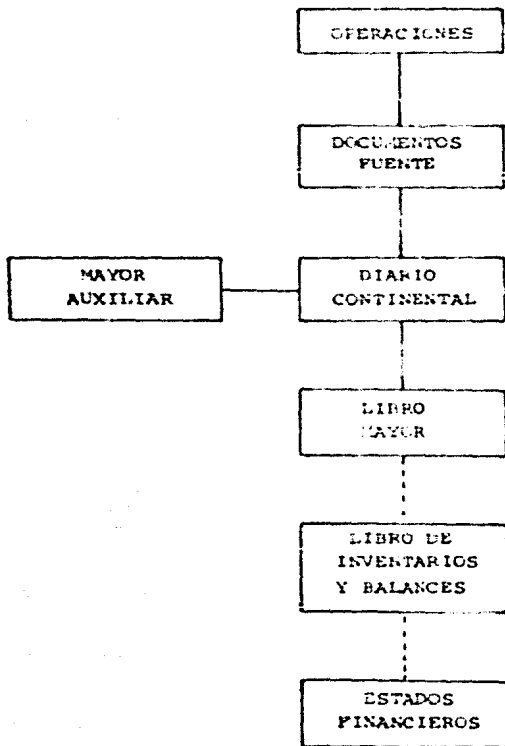 OPERACIONES
DOCUMENTOS
FUENTE
MAYOR
AUXILIAR
DIARIO
CONTINENTAL
LIBRO
MAYOR
LIBRO DE
INVENTARIOS
Y BALANCES
ESTADOS
FINANCIEROS